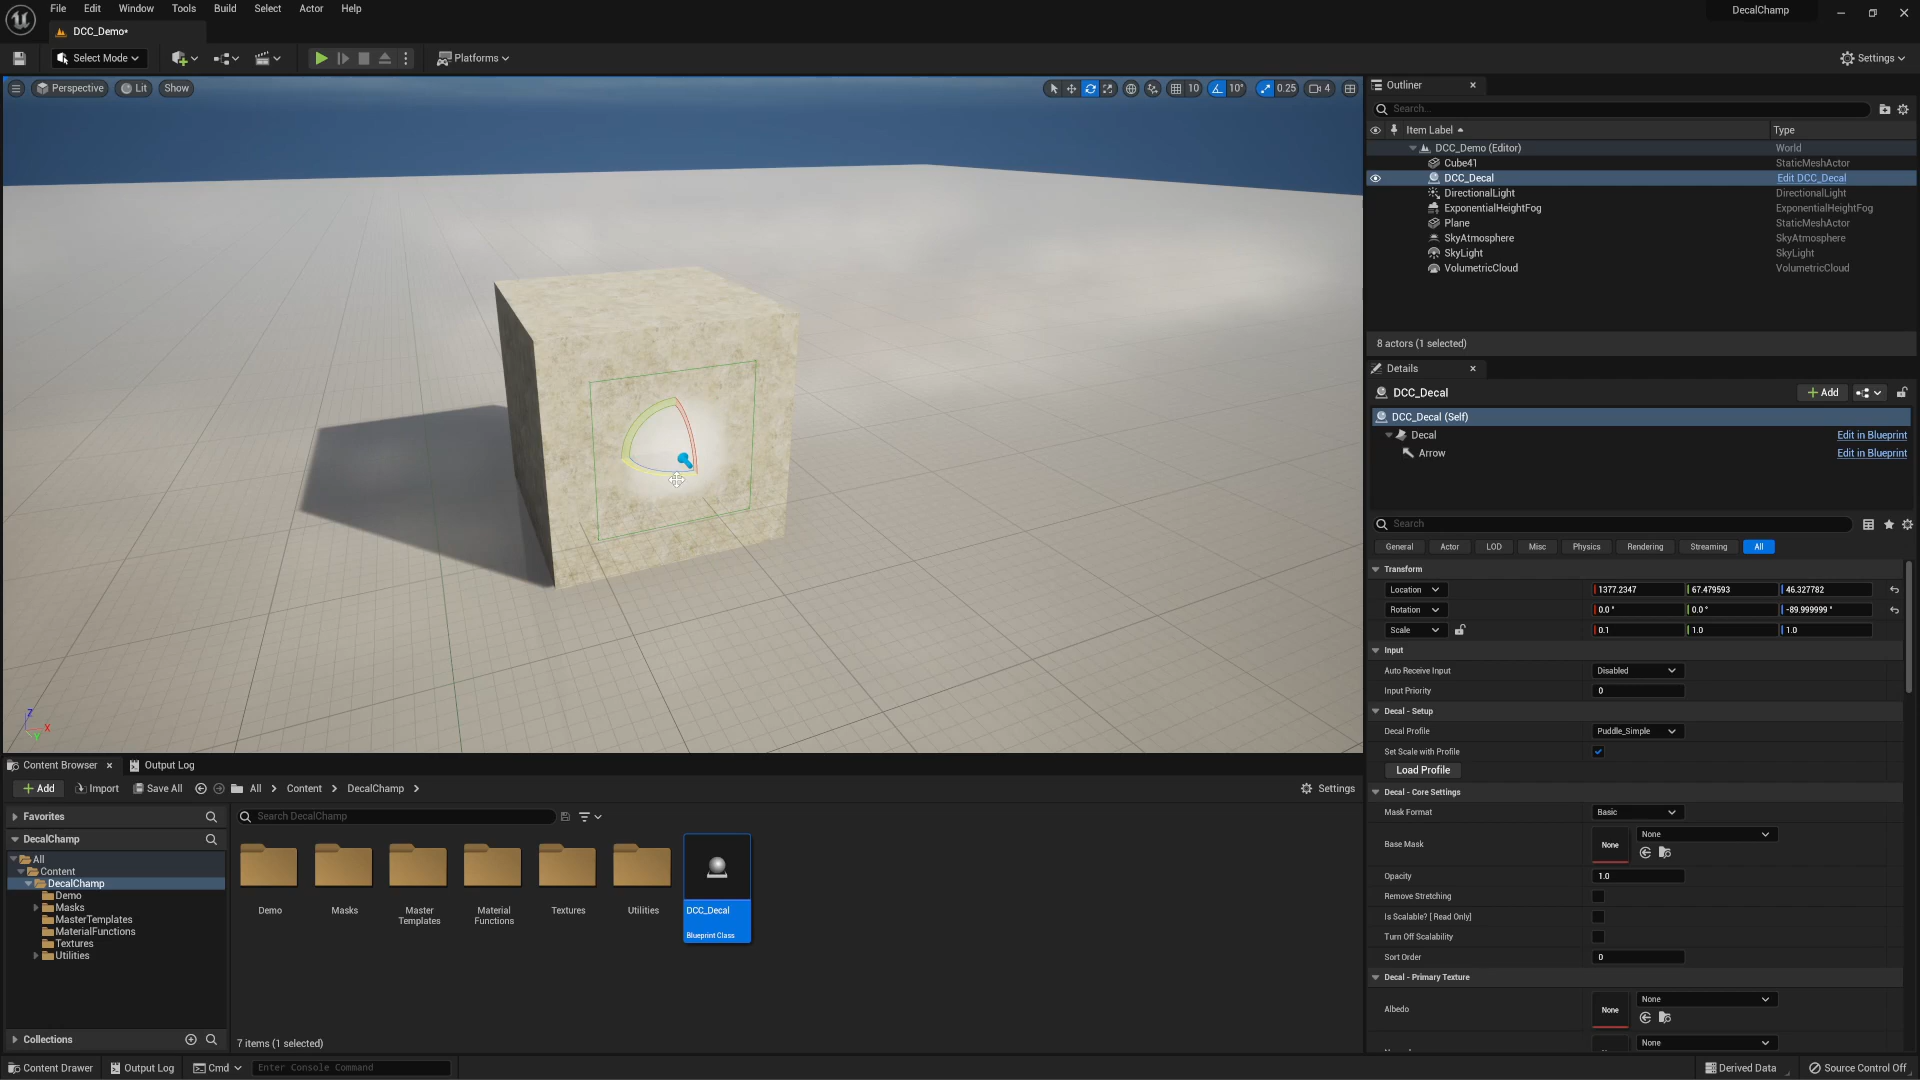 File Edit Window Tools Build Select Actor Help
DecalChamp
DCC_Demo•
Select Mode
Platforms
Settings
Perspective Lit Show
10 10° 0.25 4
Outliner
Search...
Item Label Type
DCC_Demo (Editor) World
Cube41 StaticMeshActor
DCC_Decal Edit DCC_Decal
DirectionalLight DirectionalLight
ExponentialHeightFog ExponentialHeightFog
Plane StaticMeshActor
SkyAtmosphere SkyAtmosphere
SkyLight SkyLight
VolumetricCloud VolumetricCloud
8 actors (1 selected)
Details
DCC_Decal
Add
DCC_Decal (Self)
Decal Edit in Blueprint
Arrow Edit in Blueprint
Search
General Actor LOD Misc Physics Rendering Streaming All
Transform
Location 1377.2347 67.479593 46.327782
Rotation 0.0 ° 0.0 ° -89.999999 °
Scale 0.1 1.0 1.0
Input
Auto Receive Input Disabled
Input Priority 0
Decal - Setup
Decal Profile Puddle_Simple
Set Scale with Profile
Load Profile
Decal - Core Settings
Mask Format Basic
Base Mask None None
Opacity 1.0
Remove Stretching
Is Scalable? [ Read Only]
Turn Off Scalability
Sort Order 0
Decal - Primary Texture
Albedo None None
None
Z
X
Y
Content Browser Output Log
Add Import Save All All Content DecalChamp Settings
Favorites
Search DecalChamp
DecalChamp
All
Content
DecalChamp
Demo
Masks
MasterTemplates
MaterialFunctions
Textures
Utilities
Collections
Demo
Masks
Master
Templates
Material
Functions
Textures
Utilities
DCC_Decal
Blueprint Class
7 items (1 selected)
Content Drawer Output Log Cmd Enter Console Command Derived Data Source Control Off